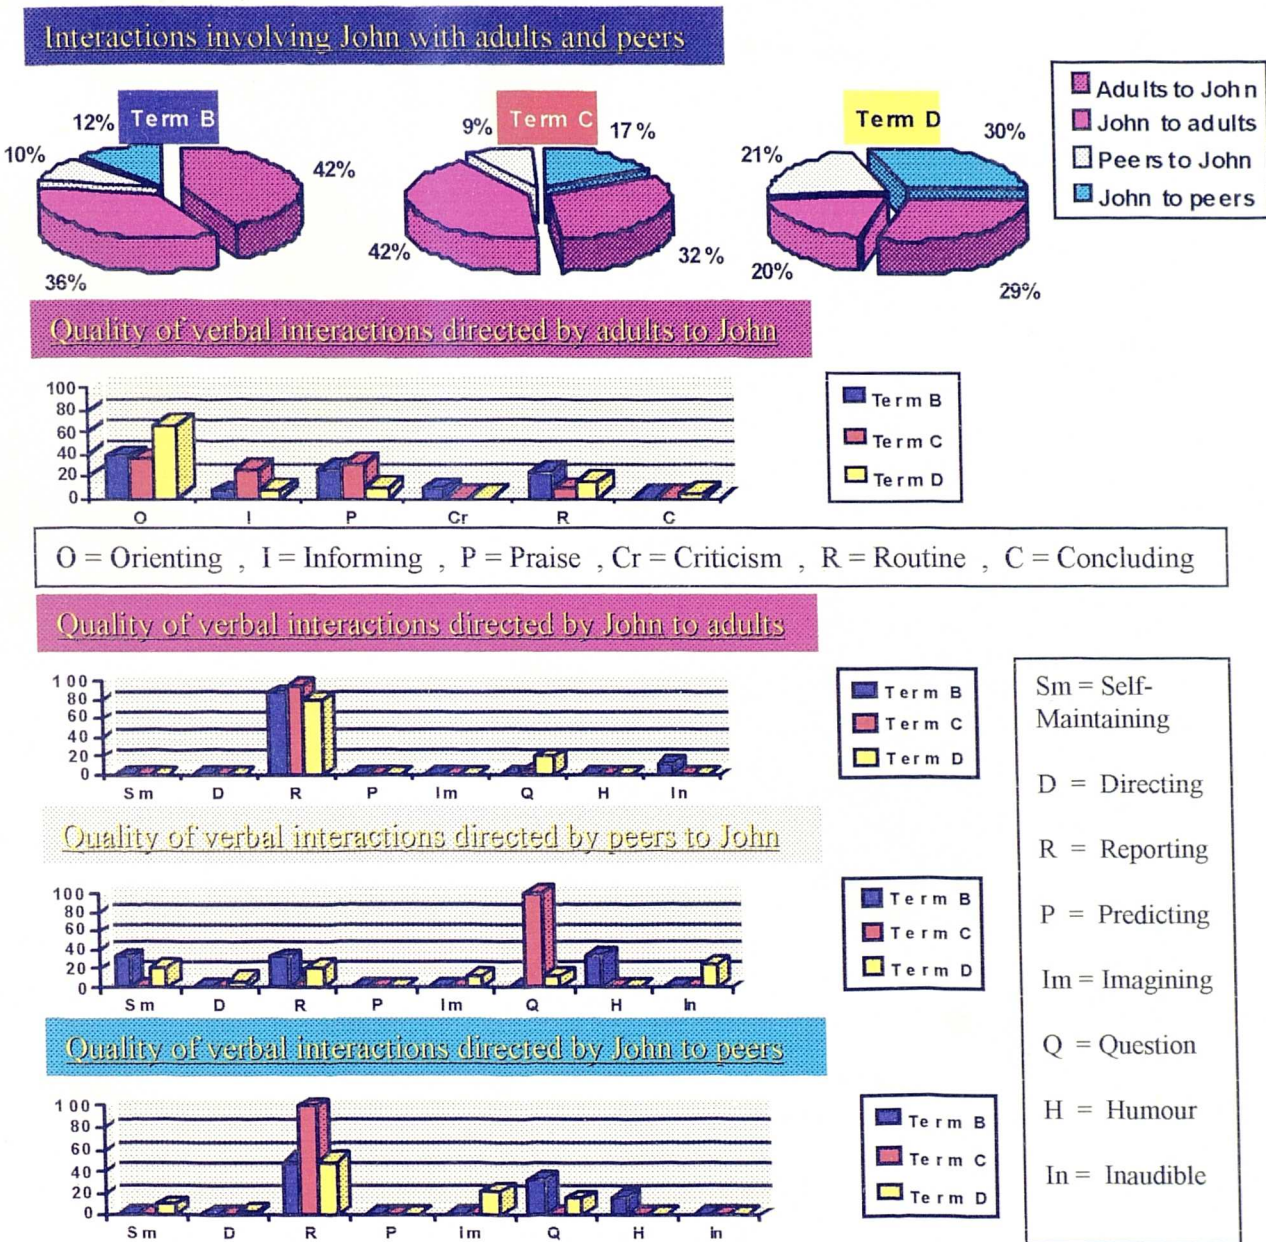 Interactions involving John with adults and peers
Term B
Term C
Term D
12%
10%
42%
36%
9%
17%
42%
32%
21%
30%
20%
29%
Adults to John
John to adults
Peers to John
John to peers
Quality of verbal interactions directed by adults to John
100
80
60
40
20
0
O I P Cr R C
Term B
Term C
Term D
O = Orienting , I = Informing , P = Praise , Cr = Criticism , R = Routine , C = Concluding
Quality of verbal interactions directed by John to adults
100
80
60
40
20
0
Sm D R P Im Q H In
Term B
Term C
Term D
Quality of verbal interactions directed by peers to John
100
80
60
40
20
0
Sm D R P Im Q H In
Term B
Term C
Term D
Quality of verbal interactions directed by John to peers
100
80
60
40
20
0
Sm D R P Im Q H in
Term B
Term C
Term D
Sm = Self-
Maintaining
D = Directing
R = Reporting
P = Predicting
Im = Imagining
Q = Question
H = Humour
In = Inaudible